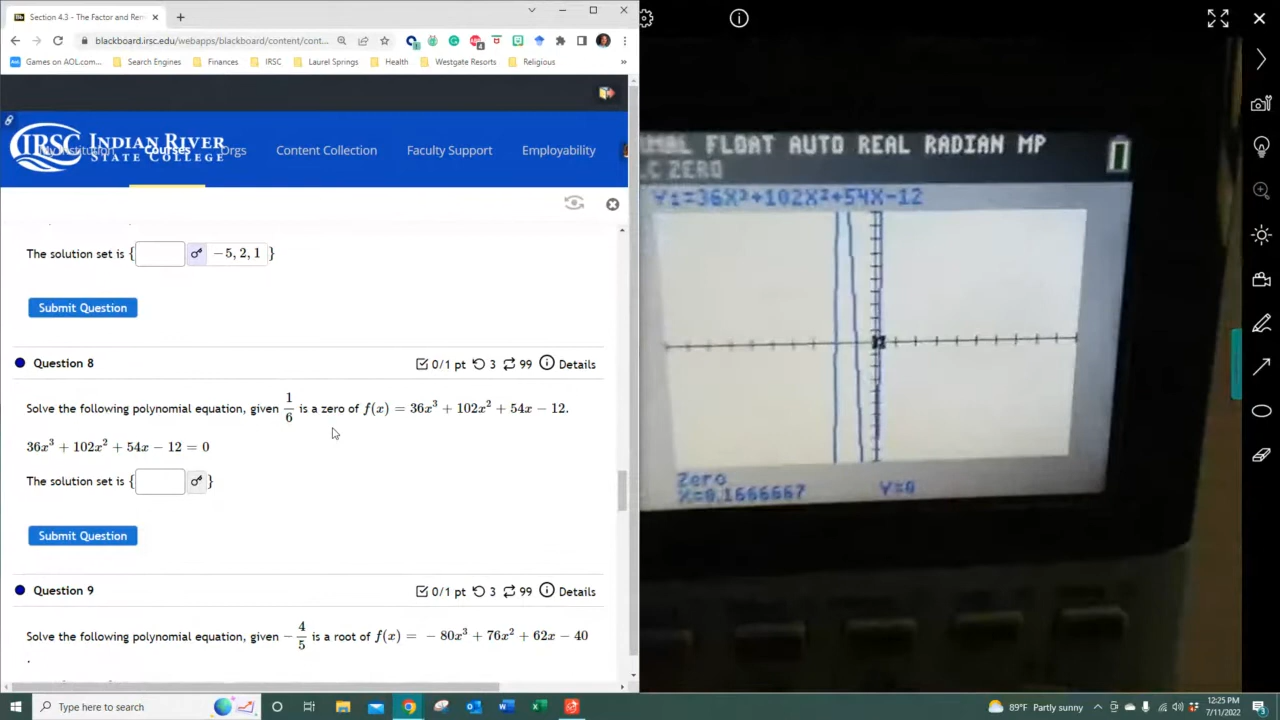 Section 4.3 - The Factor and Re
blackboard.irsc.edu/webapps/blackboard/content/cont...
Games on AOL.com...
Search Engines
Finances
IRSC
Laurel Springs
Health
Westgate Resorts
Religious
IRSC INDIAN RIVER
STATE COLLEGE
Courses
Orgs
Content Collection
Faculty Support
Employability
The solution set is { −5, 2, 1 }
Submit Question
Question 8
0/1 pt 3 99 Details
Solve the following polynomial equation, given 1/6 is a zero of f(x) = 36x³ + 102x² + 54x − 12.
36x³ + 102x² + 54x − 12 = 0
The solution set is { }
Submit Question
Question 9
0/1 pt 3 99 Details
Solve the following polynomial equation, given − 4/5 is a root of f(x) = − 80x³ + 76x² + 62x − 40
.
FLOAT AUTO REAL RADIAN MP
ZERO
Y1=36X³+102X²+54X-12
Zero
X=0.1666667 Y=0
Type here to search
89°F Partly sunny
12:25 PM
7/11/2022